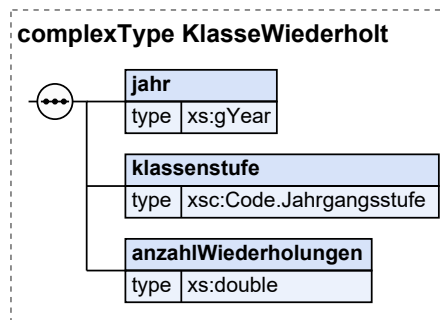 complexType KlasseWiederholt
jahr
type xs:gYear
klassenstufe
type xsc:Code.Jahrgangsstufe
anzahlWiederholungen
type xs:double